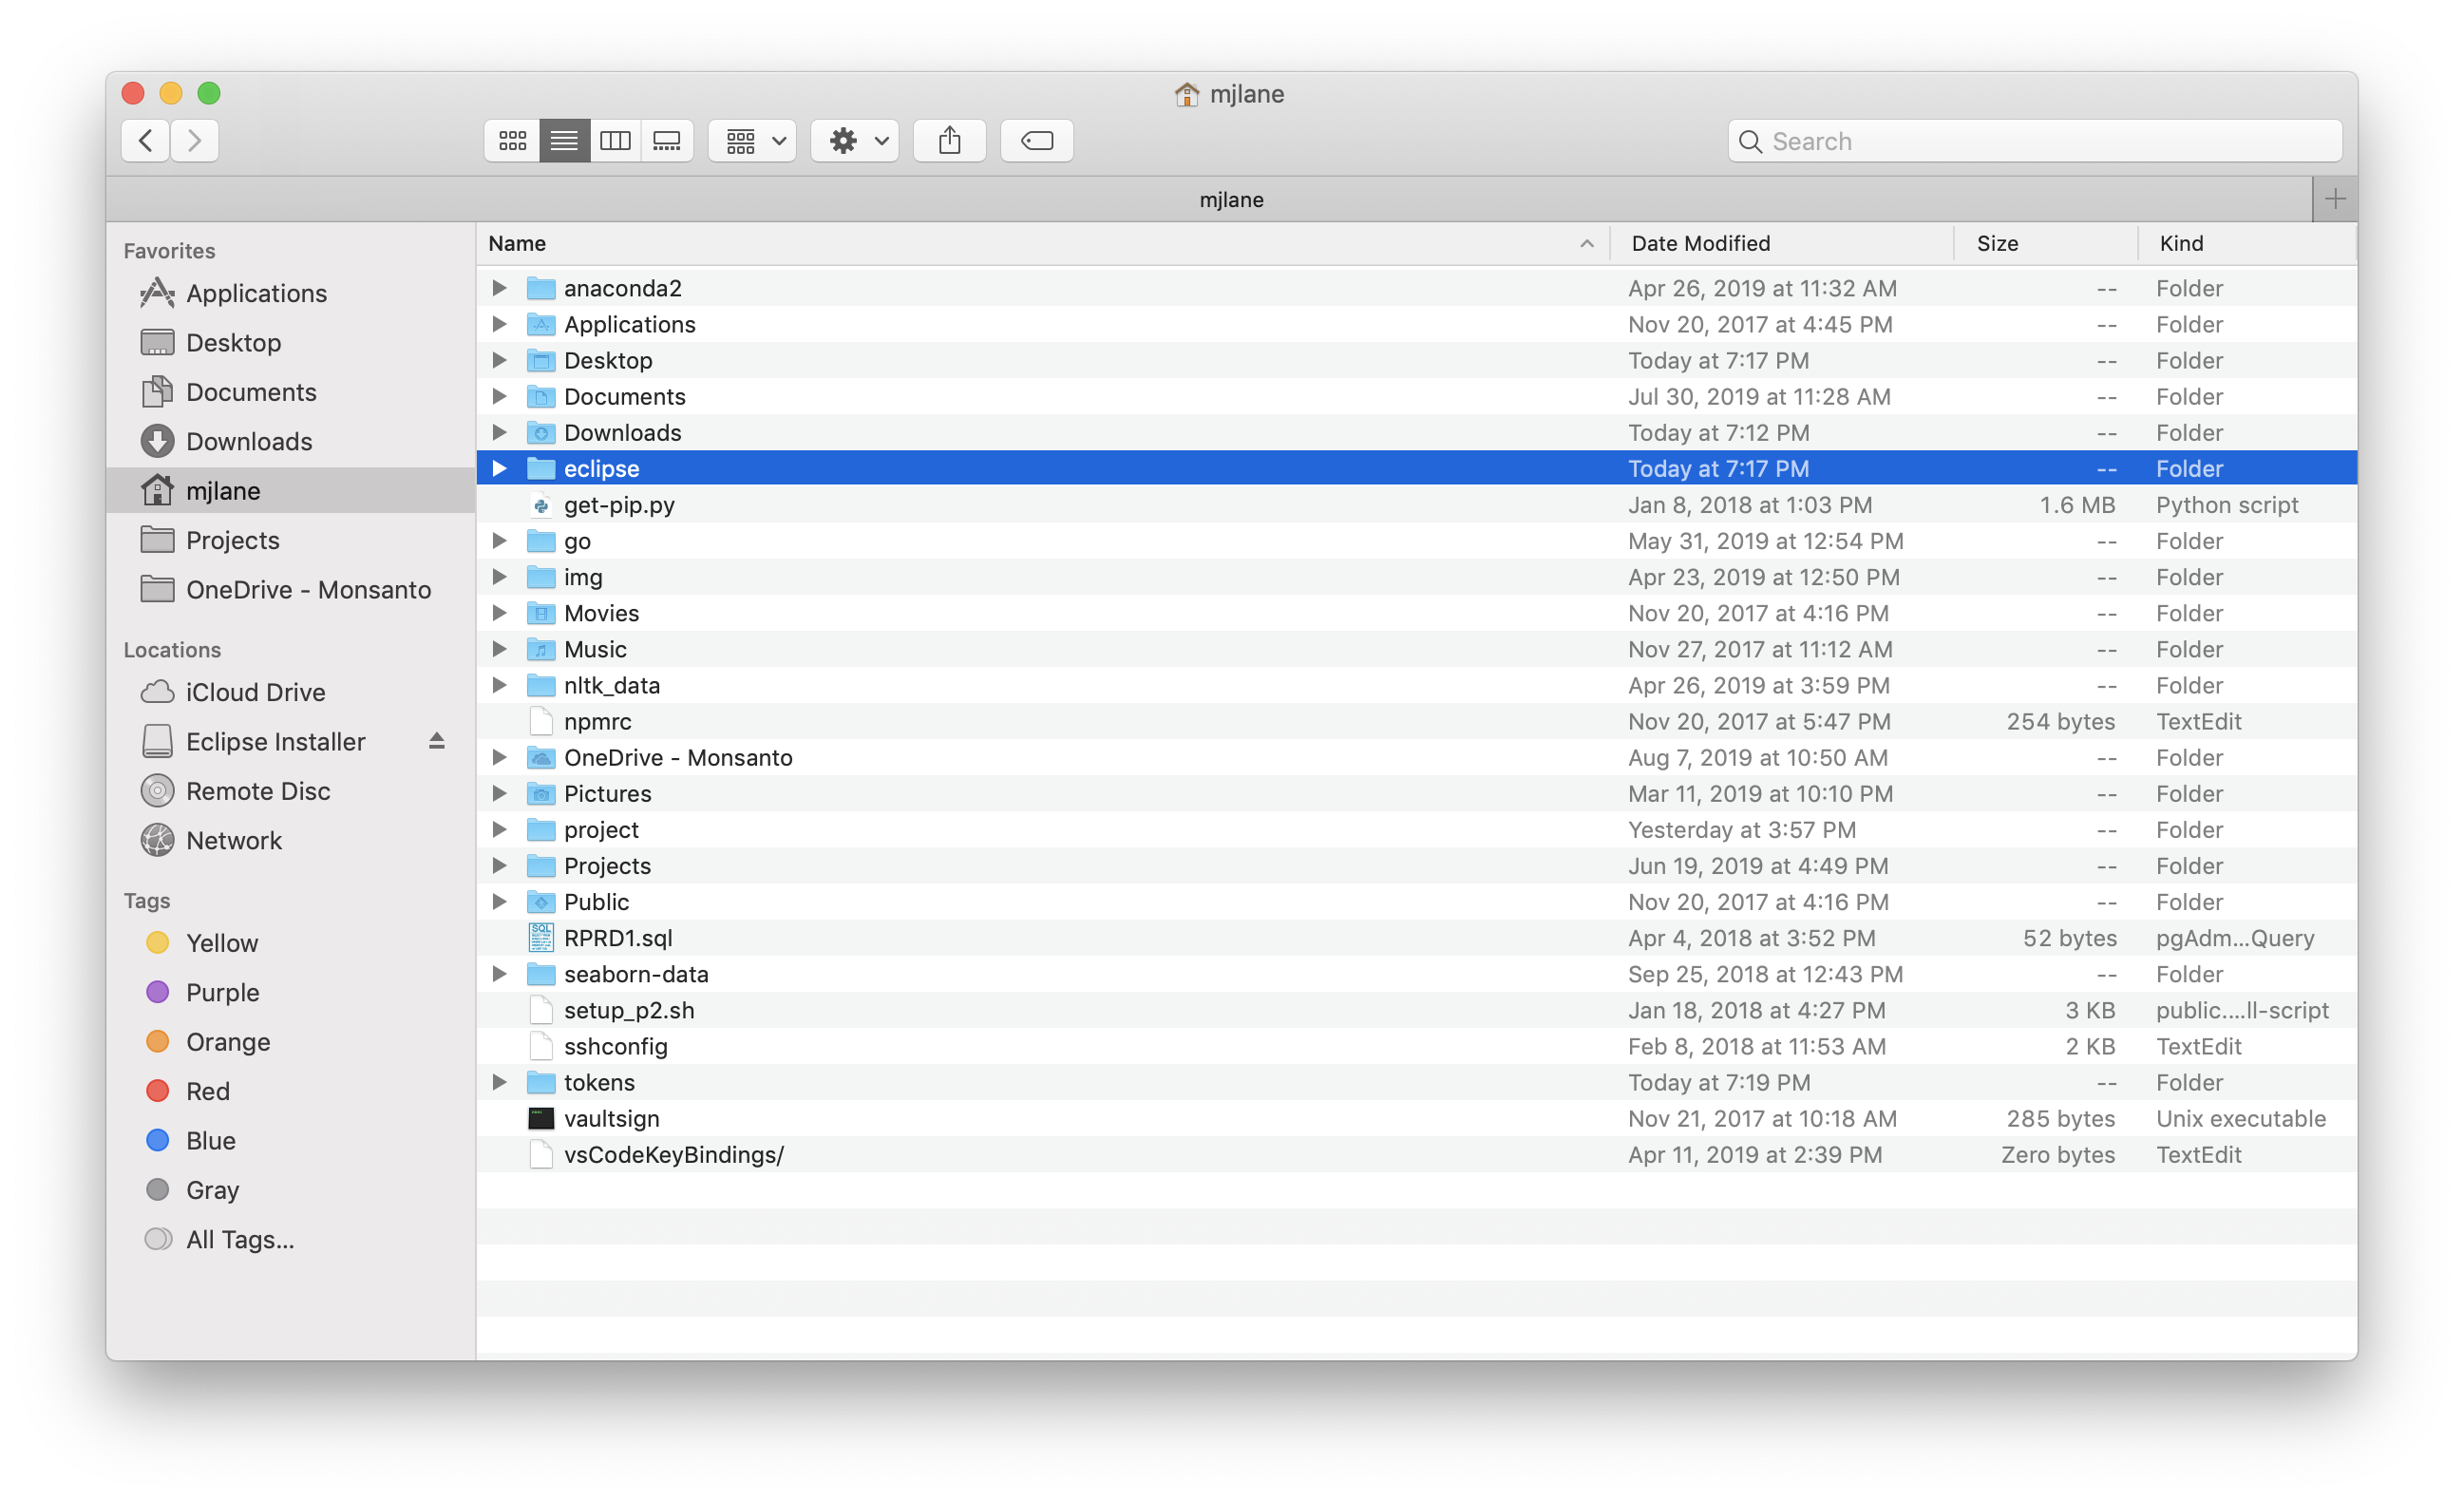 mjlane
Search
mjlane
Favorites
Applications
Desktop
Documents
Downloads
mjlane
Projects
OneDrive - Monsanto
Locations
iCloud Drive
Eclipse Installer
Remote Disc
Network
Tags
Yellow
Purple
Orange
Red
Blue
Gray
All Tags...
Name Date Modified Size Kind
anaconda2 Apr 26, 2019 at 11:32 AM -- Folder
Applications Nov 20, 2017 at 4:45 PM -- Folder
Desktop Today at 7:17 PM -- Folder
Documents Jul 30, 2019 at 11:28 AM -- Folder
Downloads Today at 7:12 PM -- Folder
eclipse Today at 7:17 PM -- Folder
get-pip.py Jan 8, 2018 at 1:03 PM 1.6 MB Python script
go May 31, 2019 at 12:54 PM -- Folder
img Apr 23, 2019 at 12:50 PM -- Folder
Movies Nov 20, 2017 at 4:16 PM -- Folder
Music Nov 27, 2017 at 11:12 AM -- Folder
nltk_data Apr 26, 2019 at 3:59 PM -- Folder
npmrc Nov 20, 2017 at 5:47 PM 254 bytes TextEdit
OneDrive - Monsanto Aug 7, 2019 at 10:50 AM -- Folder
Pictures Mar 11, 2019 at 10:10 PM -- Folder
project Yesterday at 3:57 PM -- Folder
Projects Jun 19, 2019 at 4:49 PM -- Folder
Public Nov 20, 2017 at 4:16 PM -- Folder
RPRD1.sql Apr 4, 2018 at 3:52 PM 52 bytes pgAdm...Query
seaborn-data Sep 25, 2018 at 12:43 PM -- Folder
setup_p2.sh Jan 18, 2018 at 4:27 PM 3 KB public....ll-script
sshconfig Feb 8, 2018 at 11:53 AM 2 KB TextEdit
tokens Today at 7:19 PM -- Folder
vaultsign Nov 21, 2017 at 10:18 AM 285 bytes Unix executable
vsCodeKeyBindings/ Apr 11, 2019 at 2:39 PM Zero bytes TextEdit